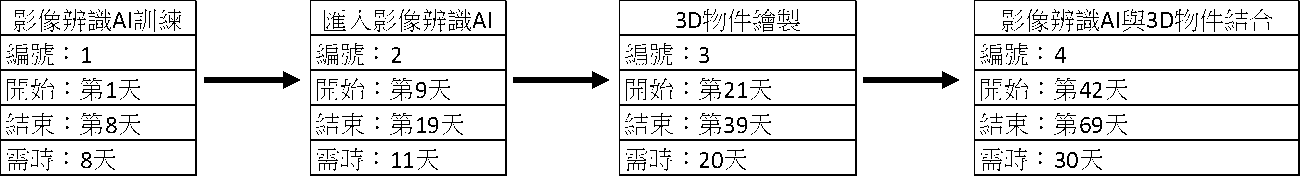 影像辨識AI訓練
編號：1
開始：第1天
結束：第8天
需時：8天
匯入影像辨識AI
編號：2
開始：第9天
結束：第19天
需時：11天
3D物件繪製
編號：3
開始：第21天
結束：第39天
需時：20天
影像辨識AI與3D物件結合
編號：4
開始：第42天
結束：第69天
需時：30天